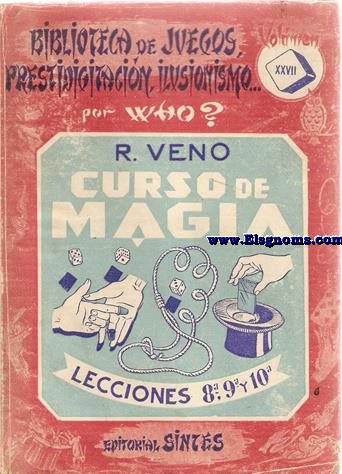 BIBLIOTECA DE JUEGOS,
PRESTIDIGITACIÓN, ILUSIONISMO...
Volumen
XXVII
por WHO?
R. VENO
CURSO DE
MAGIA
www.Elsgnoms.com
LECCIONES 8ª, 9ª Y 10ª
EDITORIAL SINTES